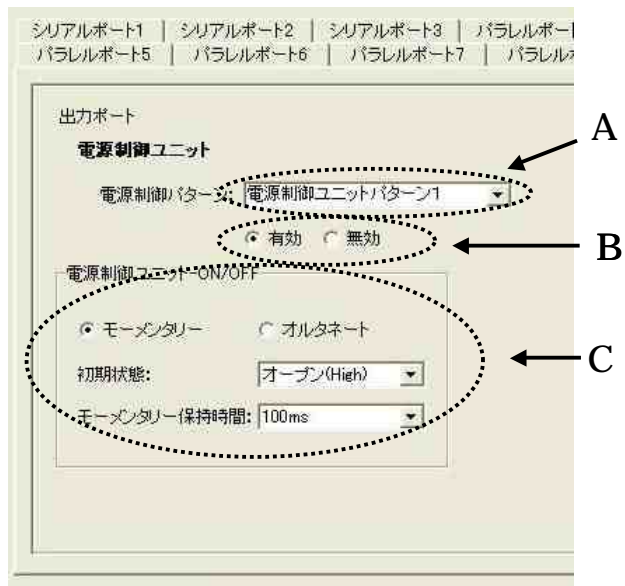 シリアルポート1 | シリアルポート2 | シリアルポート3 | パラレルポー
パラレルポート5 | パラレルポート6 | パラレルポート7 | パラレル
出力ポート
電源制御ユニット
A
電源制御パターン: 電源制御ユニットパターン1
有効 無効
B
電源制御ユニット ON/OFF
モーメンタリー オルタネート
C
初期状態: オープン(High)
モーメンタリー保持時間: 100ms